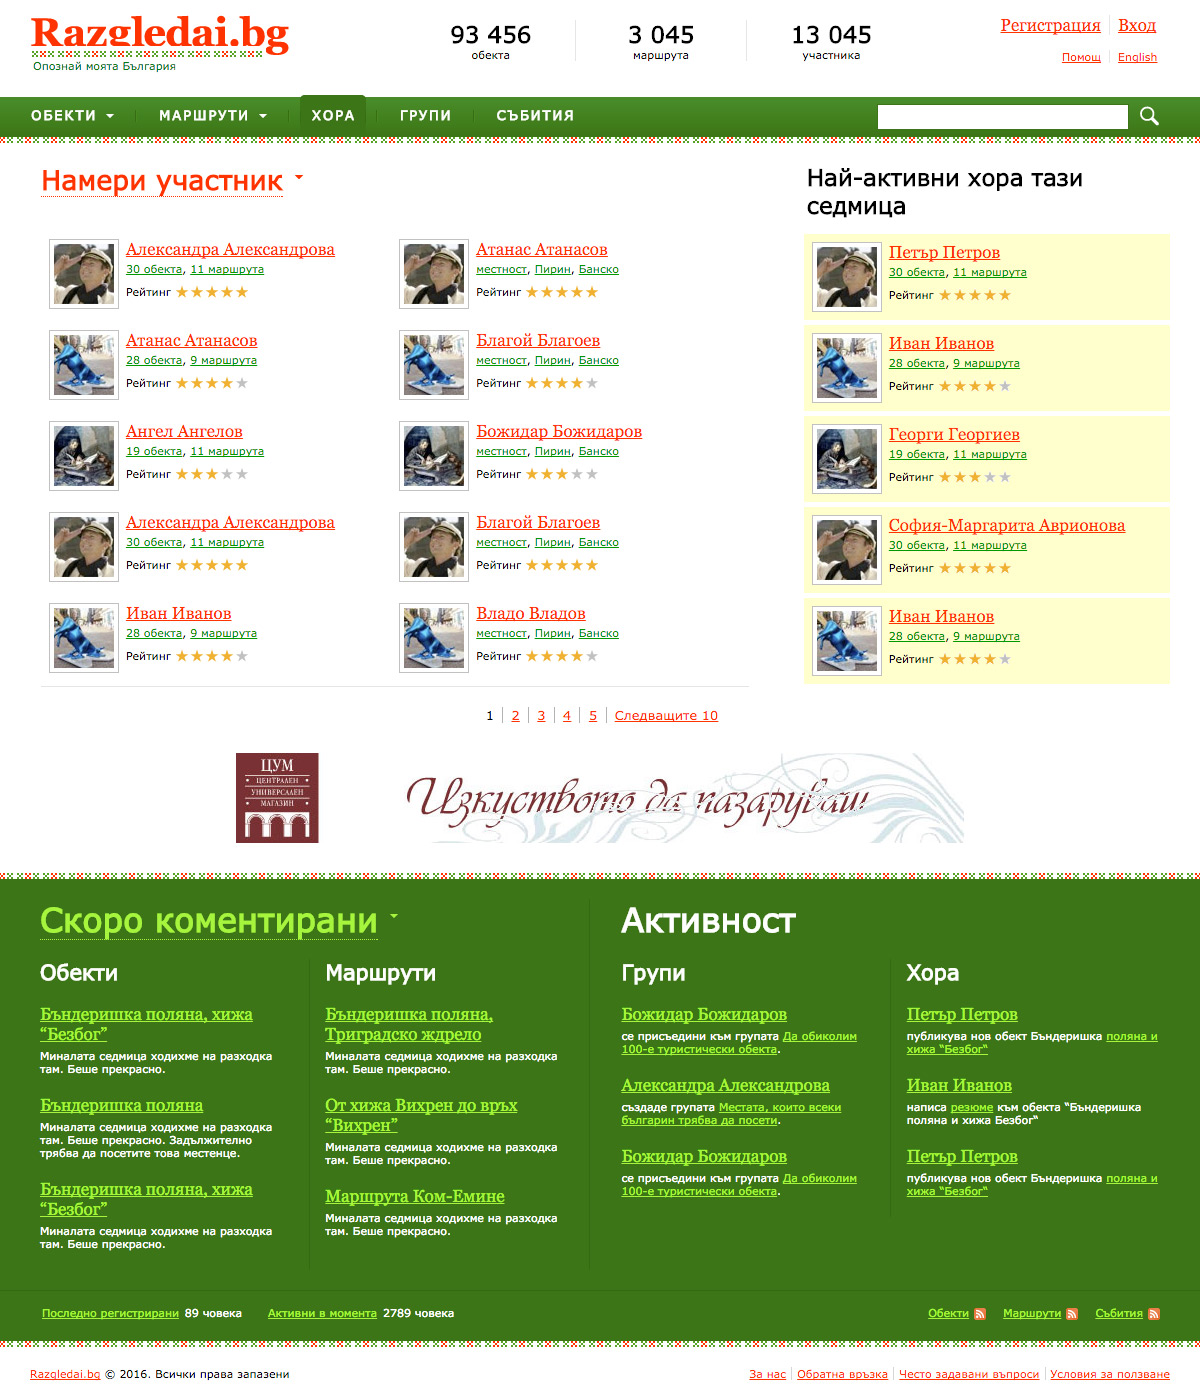 Razgledai.bg
Опознай моята България
93 456
обекта
3 045
маршрута
13 045
участника
Регистрация Вход
Помощ English
ОБЕКТИ МАРШРУТИ ХОРА ГРУПИ СЪБИТИЯ
Намери участник
Александра Александрова
30 обекта, 11 маршрута
Рейтинг
Атанас Атанасов
местност, Пирин, Банско
Рейтинг
Атанас Атанасов
28 обекта, 9 маршрута
Рейтинг
Благой Благоев
местност, Пирин, Банско
Рейтинг
Ангел Ангелов
19 обекта, 11 маршрута
Рейтинг
Божидар Божидаров
местност, Пирин, Банско
Рейтинг
Александра Александрова
30 обекта, 11 маршрута
Рейтинг
Благой Благоев
местност, Пирин, Банско
Рейтинг
Иван Иванов
28 обекта, 9 маршрута
Рейтинг
Владо Владов
местност, Пирин, Банско
Рейтинг
1 2 3 4 5 Следващите 10
Най-активни хора тази
седмица
Петър Петров
30 обекта, 11 маршрута
Рейтинг
Иван Иванов
28 обекта, 9 маршрута
Рейтинг
Георги Георгиев
19 обекта, 11 маршрута
Рейтинг
София-Маргарита Аврионова
30 обекта, 11 маршрута
Рейтинг
Иван Иванов
28 обекта, 9 маршрута
Рейтинг
ЦУМ
ЦЕНТРАЛЕН
УНИВЕРСАЛЕН
МАГАЗИН
Изкуството да пазаруваш
Скоро коментирани
Обекти
Бъндеришка поляна, хижа
“Безбог”
Миналата седмица ходихме на разходка
там. Беше прекрасно.
Бъндеришка поляна
Миналата седмица ходихме на разходка
там. Беше прекрасно. Задължително
трябва да посетите това местенце.
Бъндеришка поляна, хижа
“Безбог”
Миналата седмица ходихме на разходка
там. Беше прекрасно.
Маршрути
Бъндеришка поляна,
Триградско ждрело
Миналата седмица ходихме на разходка
там. Беше прекрасно.
От хижа Вихрен до връх
“Вихрен”
Миналата седмица ходихме на разходка
там. Беше прекрасно.
Маршрута Ком-Емине
Миналата седмица ходихме на разходка
там. Беше прекрасно.
Активност
Групи
Божидар Божидаров
се присъедини към групата Да обиколим
100-е туристически обекта.
Александра Александрова
създаде групата Местата, които всеки
българин трябва да посети.
Божидар Божидаров
се присъедини към групата Да обиколим
100-е туристически обекта.
Хора
Петър Петров
публикува нов обект Бъндеришка поляна и
хижа “Безбог“
Иван Иванов
написа резюме към обекта “Бъндеришка
поляна и хижа Безбог“
Петър Петров
публикува нов обект Бъндеришка поляна и
хижа “Безбог“
Последно регистрирани 89 човека Активни в момента 2789 човека
Обекти Маршрути Събития
Razgledai.bg © 2016. Всички права запазени
За нас Обратна връзка Често задавани въпроси Условия за ползване